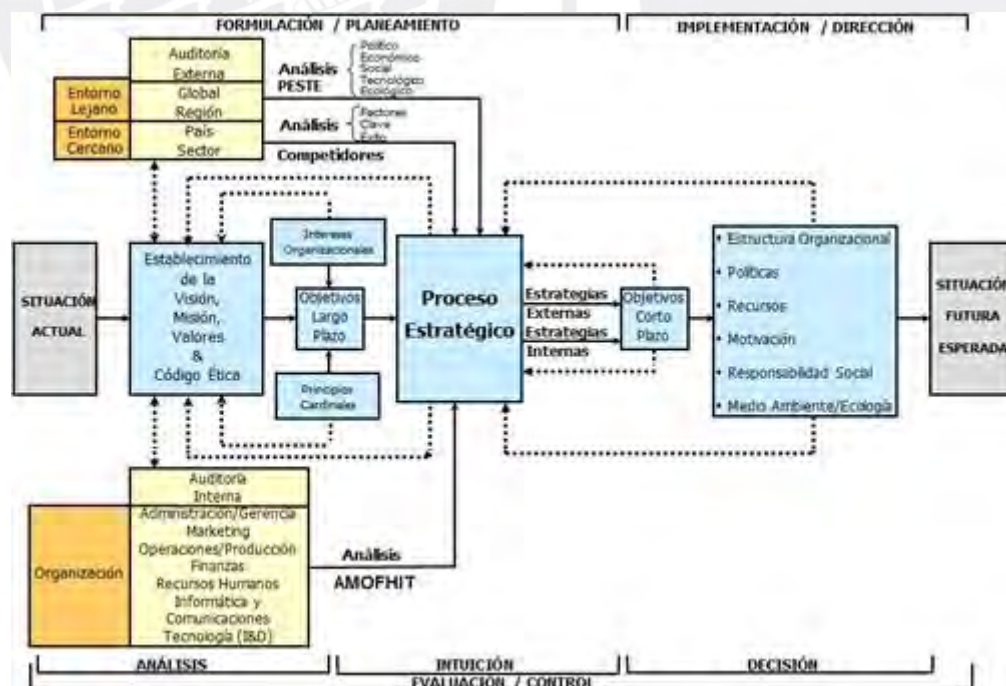 FORMULACIÓN / PLANEAMIENTO
IMPLEMENTACIÓN / DIRECCIÓN
Auditoría
Externa
Entorno
Lejano
Global
Región
Entorno
Cercano
País
Sector
Análisis
PESTE
Político
Económico
Social
Tecnológico
Ecológico
Análisis
Competidores
Factores
Clave
Éxito
SITUACIÓN
ACTUAL
Establecimiento
de la
Visión,
Misión,
Valores
&
Código Ética
Intereses
Organizacionales
Objetivos
Largo
Plazo
Principios
Cardinales
Proceso
Estratégico
Estrategias
Externas
Estrategias
Internas
Objetivos
Corto
Plazo
• Estructura Organizacional
• Políticas
• Recursos
• Motivación
• Responsabilidad Social
• Medio Ambiente/Ecología
SITUACIÓN
FUTURA
ESPERADA
Auditoría
Interna
Organización
Administración/Gerencia
Marketing
Operaciones/Producción
Finanzas
Recursos Humanos
Informática y
Comunicaciones
Tecnología (I&D)
Análisis
AMOFHIT
ANÁLISIS
INTUICIÓN
DECISIÓN
EVALUACIÓN / CONTROL